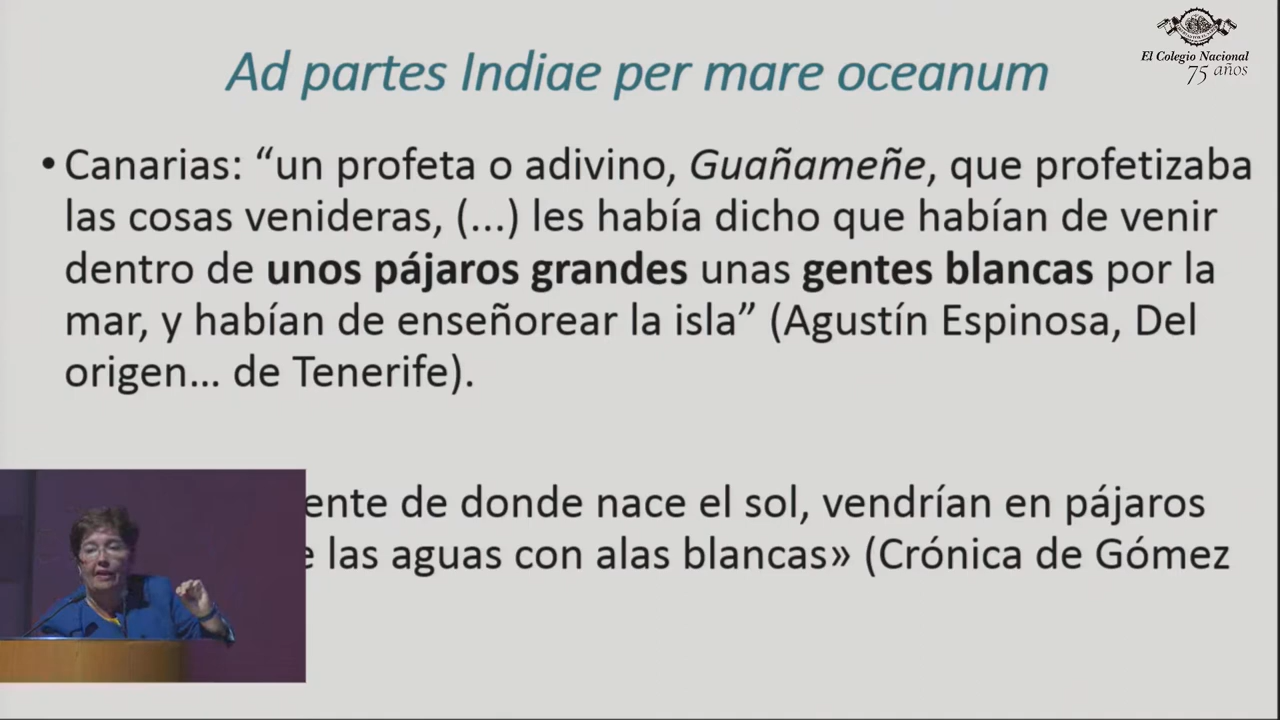 El Colegio Nacional
75 años
Ad partes Indiae per mare oceanum
• Canarias: “un profeta o adivino, Guañameñe, que profetizaba
las cosas venideras, (...) les había dicho que habían de venir
dentro de unos pájaros grandes unas gentes blancas por la
mar, y habían de enseñorear la isla” (Agustín Espinosa, Del
origen... de Tenerife).
ente de donde nace el sol, vendrían en pájaros
las aguas con alas blancas» (Crónica de Gómez